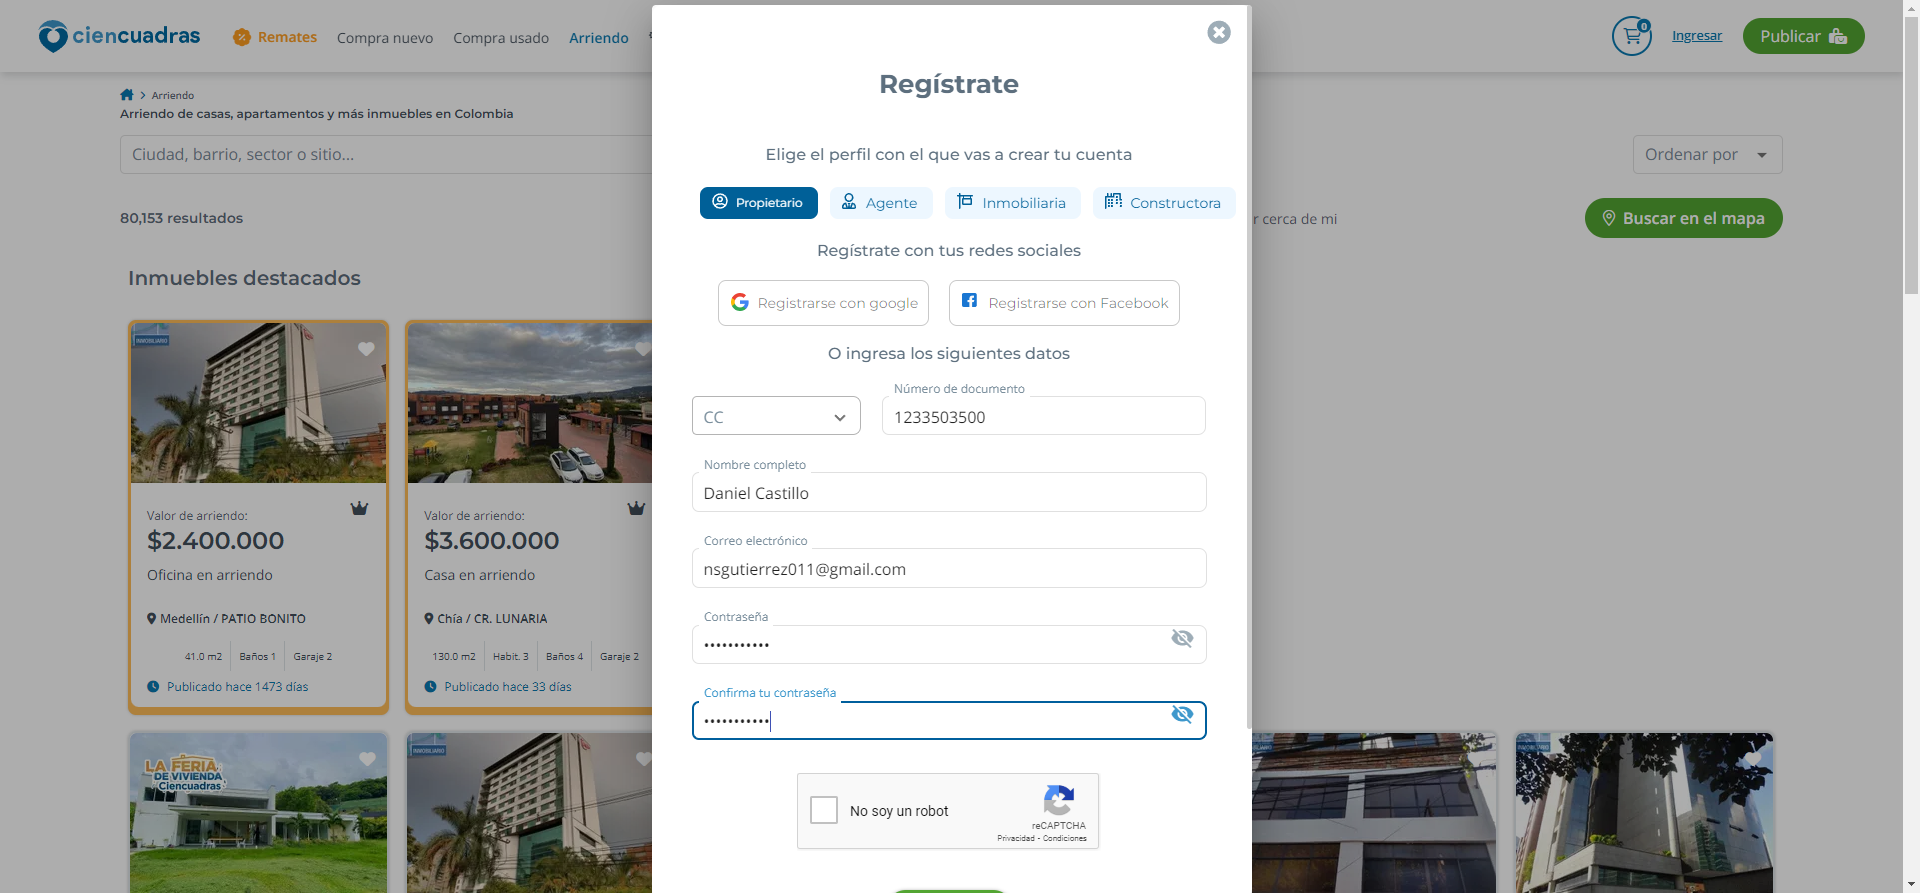 ciencuadras
Remates
Compra nuevo
Compra usado
Arriendo
0
Ingresar
Publicar
Arriendo
Arriendo de casas, apartamentos y más inmuebles en Colombia
Ciudad, barrio, sector o sitio...
Ordenar por
80,153 resultados
r cerca de mi
Buscar en el mapa
Inmuebles destacados
INMOBILIARIO
Valor de arriendo:
$2.400.000
Oficina en arriendo
Medellín / PATIO BONITO
41.0 m2
Baños 1
Garaje 2
Publicado hace 1473 días
Valor de arriendo:
$3.600.000
Casa en arriendo
Chía / CR. LUNARIA
130.0 m2
Habit. 3
Baños 4
Garaje 2
Publicado hace 33 días
LA FERIA
DE VIVIENDA
Ciencuadras
INMOBILIARIO
Regístrate
Elige el perfil con el que vas a crear tu cuenta
Propietario
Agente
Inmobiliaria
Constructora
Regístrate con tus redes sociales
Registrarse con google
Registrarse con Facebook
O ingresa los siguientes datos
CC
Número de documento
1233503500
Nombre completo
Daniel Castillo
Correo electrónico
nsgutierrez011@gmail.com
Contraseña
•••••••••••
Confirma tu contraseña
•••••••••••
No soy un robot
reCAPTCHA
Privacidad - Condiciones